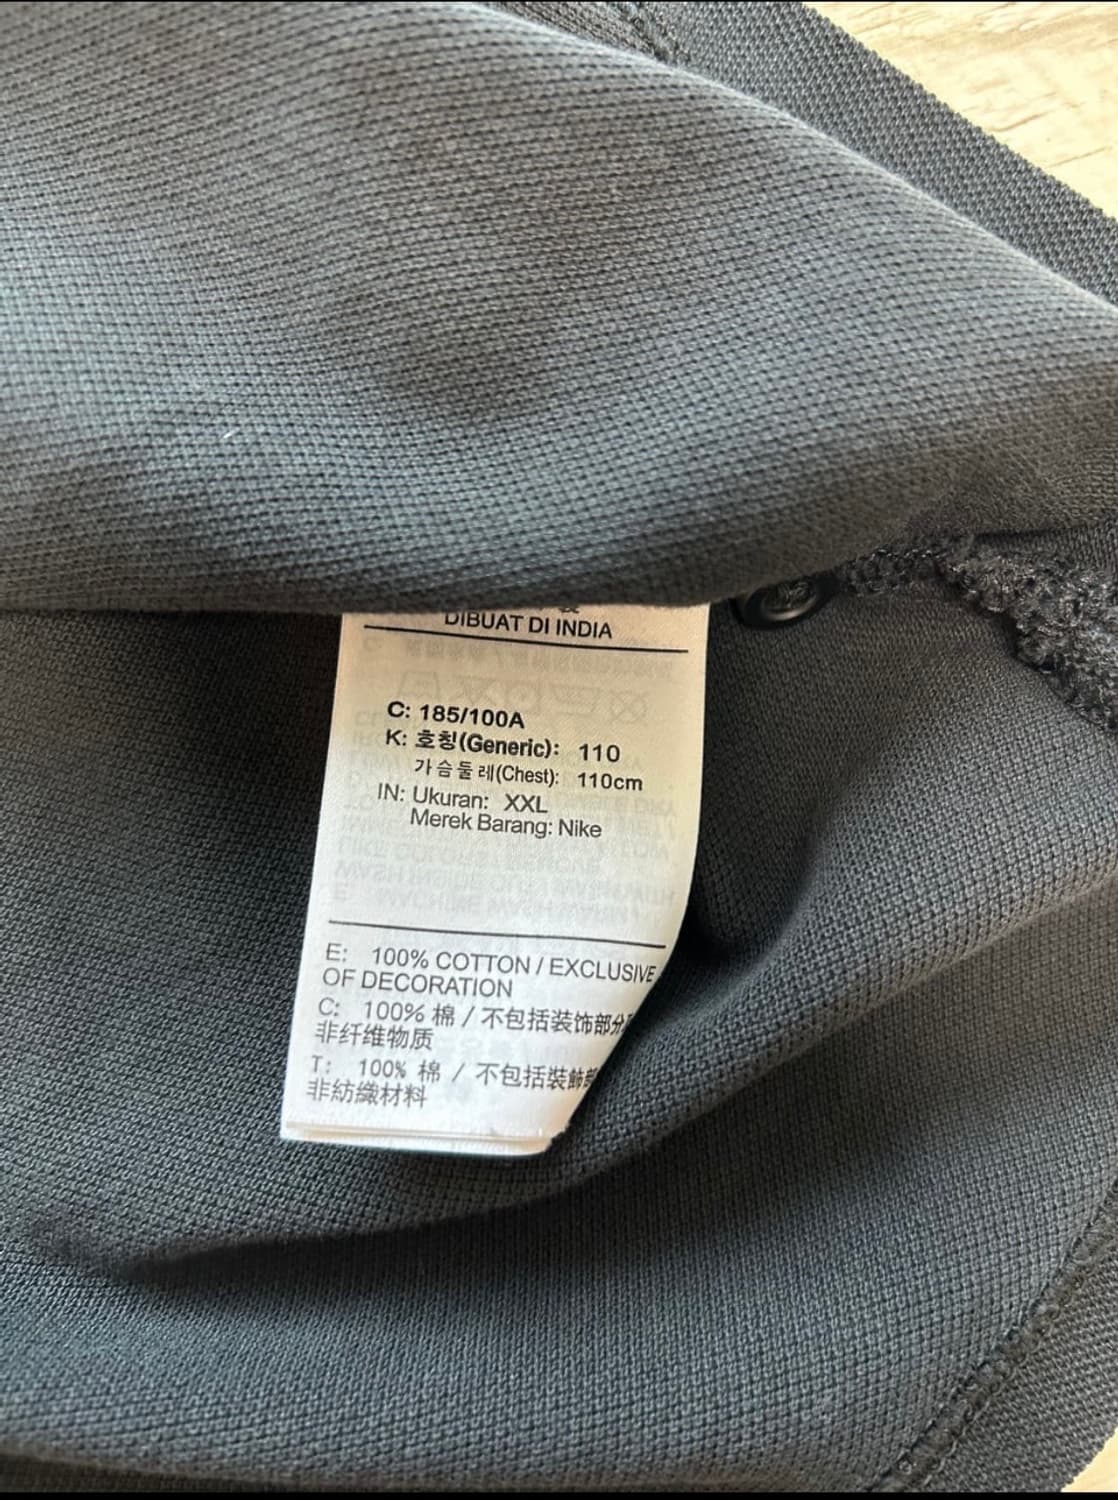 DIBUAT DI INDIA
C: 185/100A
K: 호칭(Generic): 110
가슴둘레(Chest): 110cm
IN: Ukuran: XXL
Merek Barang: Nike
E: 100% COTTON / EXCLUSIVE
OF DECORATION
C: 100% 棉 / 不包括装饰部分
非纤维物质
T: 100% 棉 / 不包括裝飾
非紡織材料